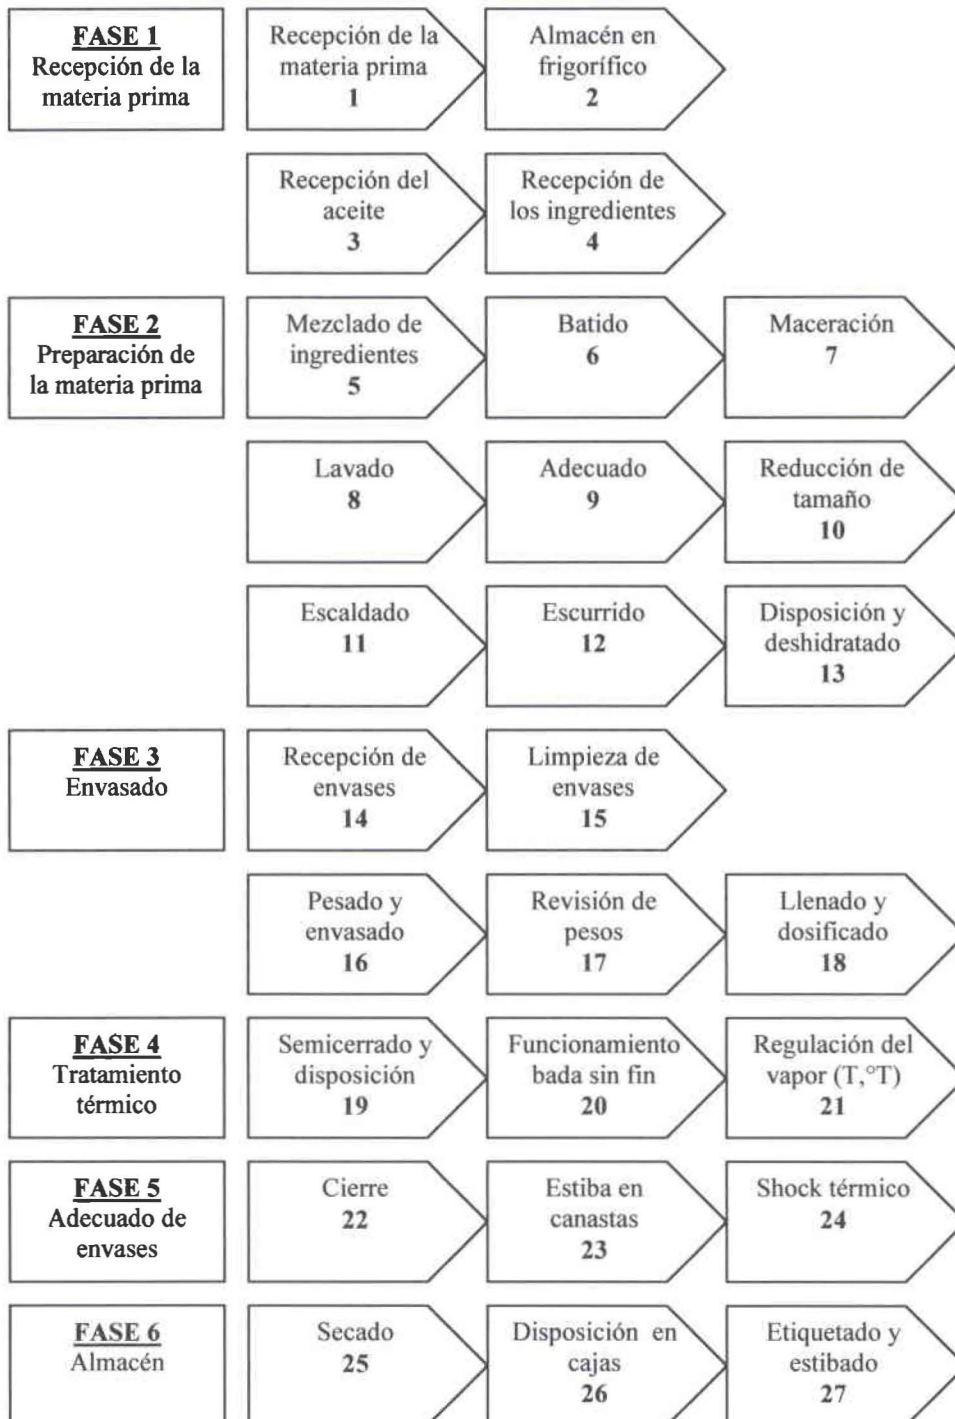 FASE 1
Recepción de la
materia prima
Recepción de la
materia prima
1
Almacén en
frigorífico
2
Recepción del
aceite
3
Recepción de
los ingredientes
4
FASE 2
Preparación de
la materia prima
Mezclado de
ingredientes
5
Batido
6
Maceración
7
Lavado
8
Adecuado
9
Reducción de
tamaño
10
Escaldado
11
Escurrido
12
Disposición y
deshidratado
13
FASE 3
Envasado
Recepción de
envases
14
Limpieza de
envases
15
Pesado y
envasado
16
Revisión de
pesos
17
Llenado y
dosificado
18
FASE 4
Tratamiento
térmico
Semicerrado y
disposición
19
Funcionamiento
bada sin fin
20
Regulación del
vapor (T,°T)
21
FASE 5
Adecuado de
envases
Cierre
22
Estiba en
canastas
23
Shock térmico
24
FASE 6
Almacén
Secado
25
Disposición en
cajas
26
Etiquetado y
estibado
27